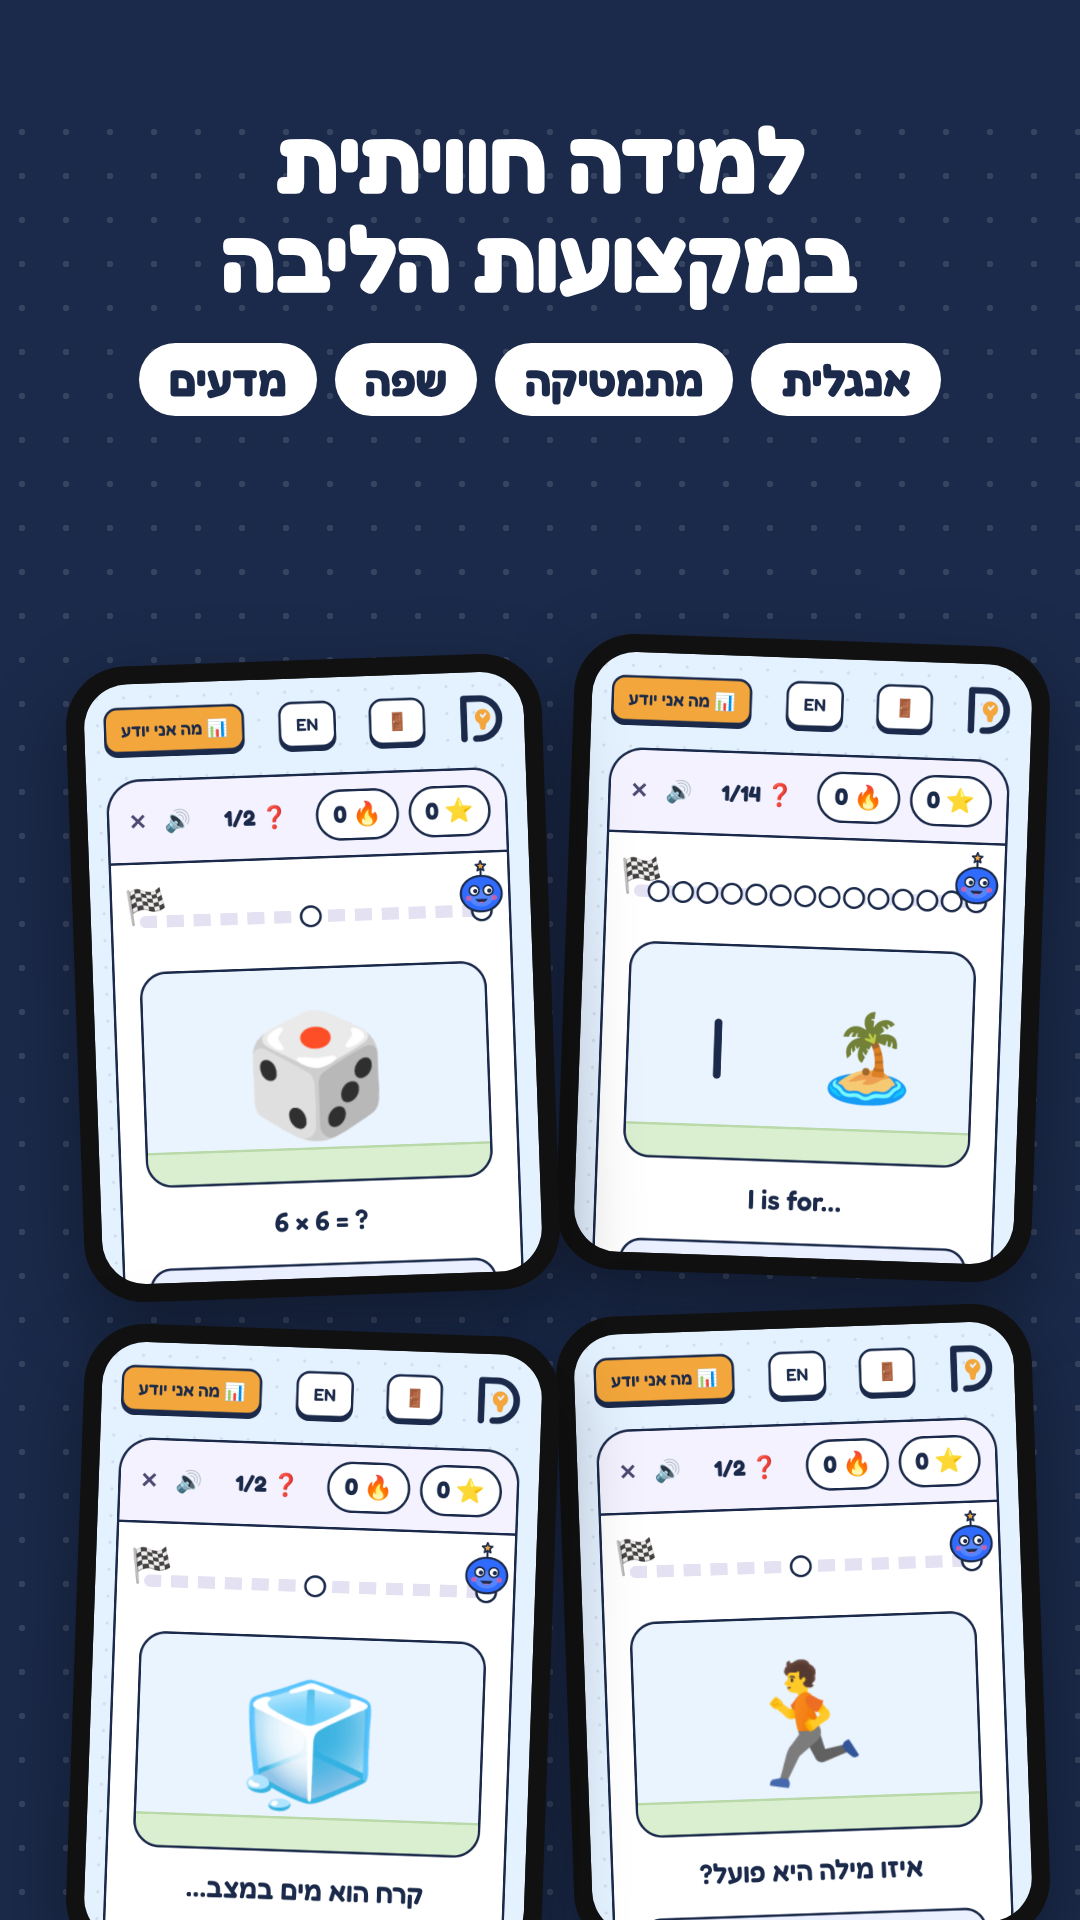 למידה חוויתית
במקצועות הליבה
אנגלית מתמטיקה שפה מדעים
📊 מה אני יודע EN
0 ⭐ 0 🔥 1/14 ❓ 🔊 ✕
I
I is for...
📊 מה אני יודע EN
0 ⭐ 0 🔥 1/2 ❓ 🔊 ✕
6 × 6 = ?
📊 מה אני יודע EN
0 ⭐ 0 🔥 1/2 ❓ 🔊 ✕
איזו מילה היא פועל?
📊 מה אני יודע EN
0 ⭐ 0 🔥 1/2 ❓ 🔊 ✕
קרח הוא מים במצב...